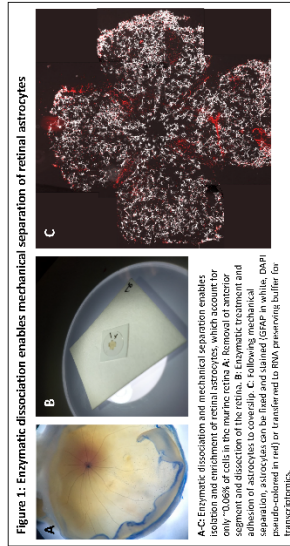 Figure 1: Enzymatic dissociation enables mechanical separation of retinal astrocytes
A
B
C
A-C: Enzymatic dissociation and mechanical separation enables
isolation and enrichment of retinal astrocytes, which account for
only ~0.06% of cells in the murine retina A: Removal of anterior
segment and dissection of the retina. B: Enzymatic treatment and
adhesion of astrocytes to coverslip. C: Following mechanical
separation, astrocytes can be fixed and stained (GFAP in while, DAPI
pseudo-colored in red) or transferred to RNA preserving buffer for
transcriptomics.